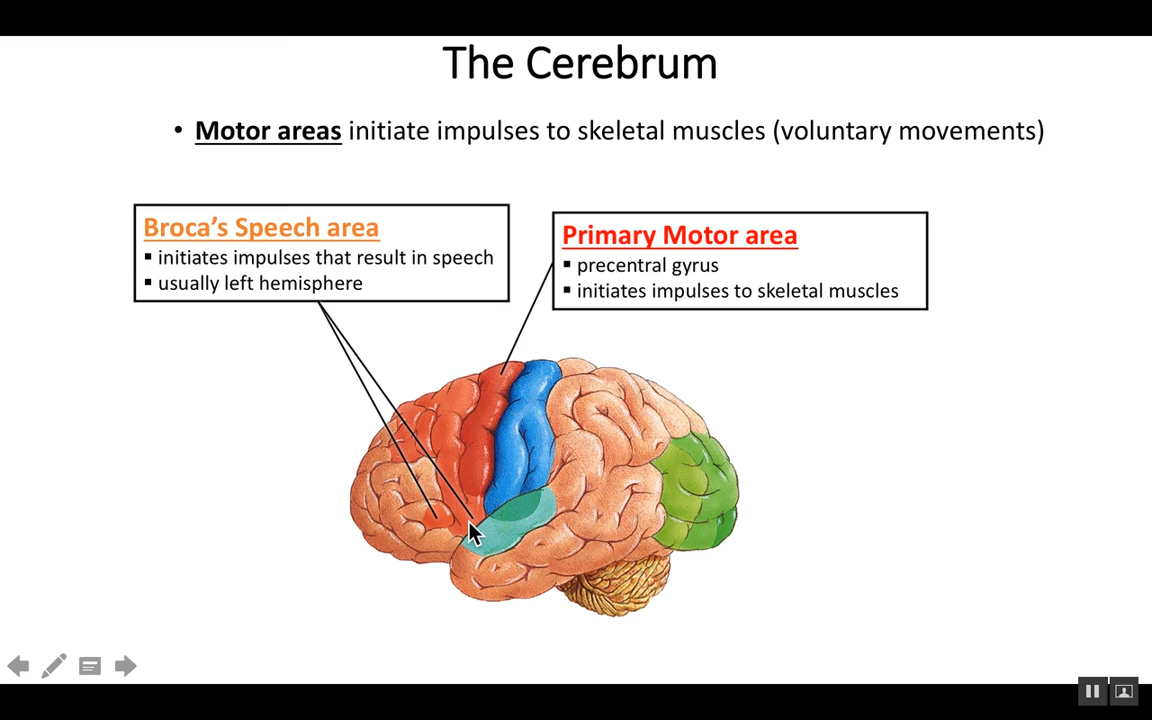 The Cerebrum
• Motor areas initiate impulses to skeletal muscles (voluntary movements)
Broca’s Speech area
▪ initiates impulses that result in speech
▪ usually left hemisphere
Primary Motor area
▪ precentral gyrus
▪ initiates impulses to skeletal muscles